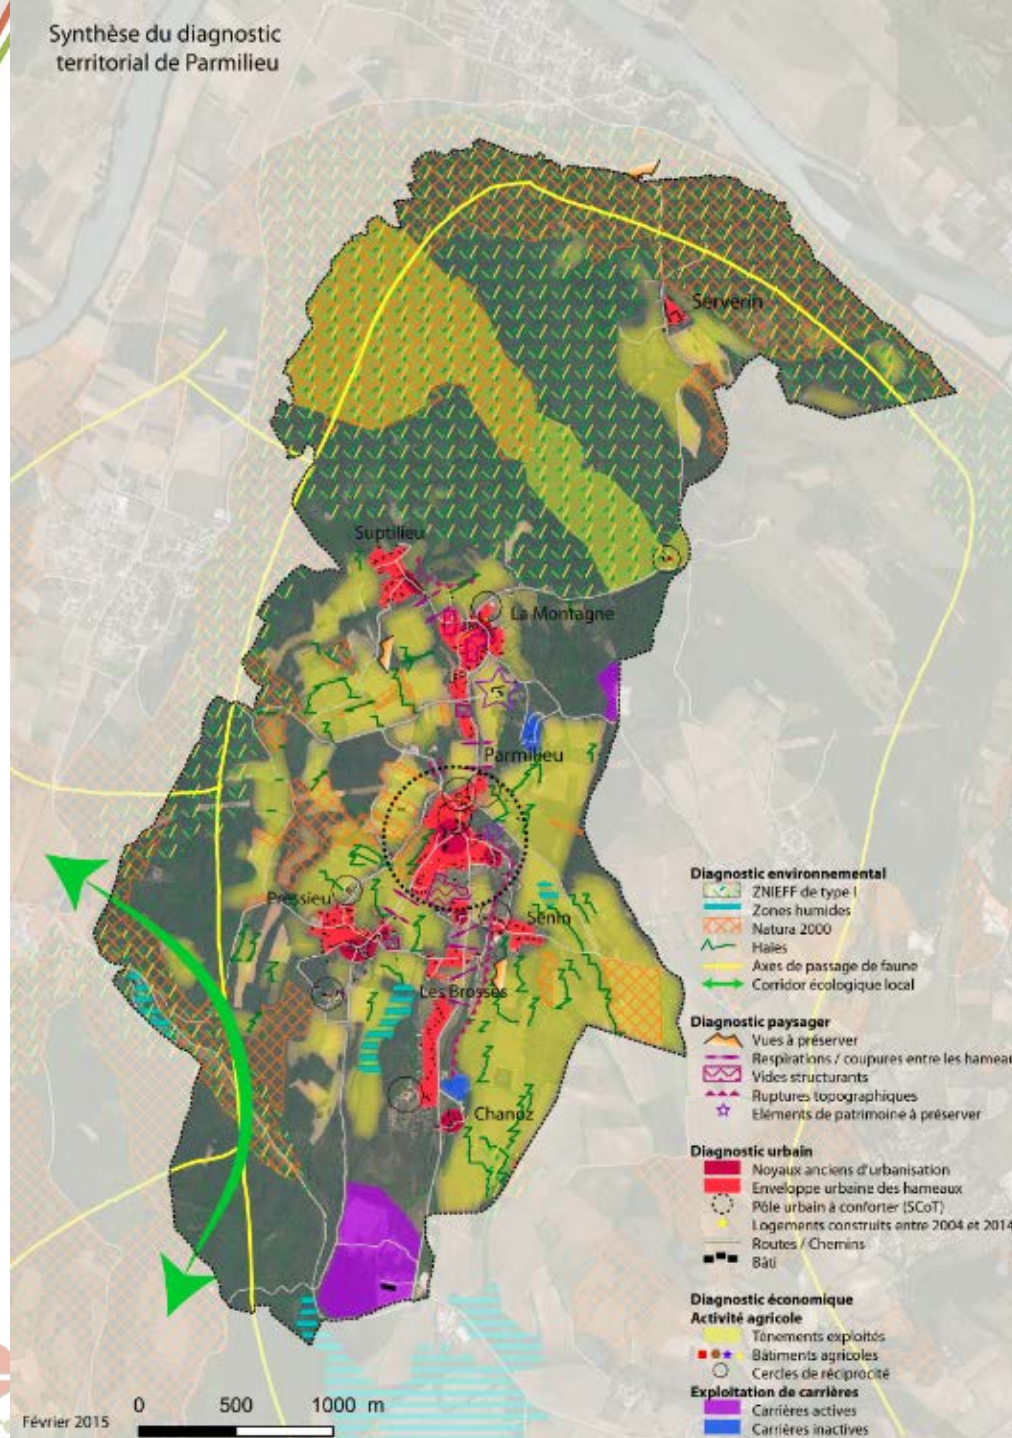 Synthèse du diagnostic
territorial de Parmilieu
Serverin
Suptilieu
La Montagne
Parmilieu
Pressieu
Senin
Les Brosses
Chanoz
Diagnostic environnemental
ZNIEFF de type I
Zones humides
Natura 2000
Haies
Axes de passage de faune
Corridor écologique local
Diagnostic paysager
Vues à préserver
Respirations / coupures entre les hameau
Vides structurants
Ruptures topographiques
Eléments de patrimoine à préserver
Diagnostic urbain
Noyaux anciens d'urbanisation
Enveloppe urbaine des hameaux
Pôle urbain à conforter (SCoT)
Logements construits entre 2004 et 2014
Routes / Chemins
Bâti
Diagnostic économique
Activité agricole
Tènements exploités
Bâtiments agricoles
Cercles de réciprocité
Exploitation de carrières
Carrières actives
Carrières inactives
0 500 1000 m
Février 2015